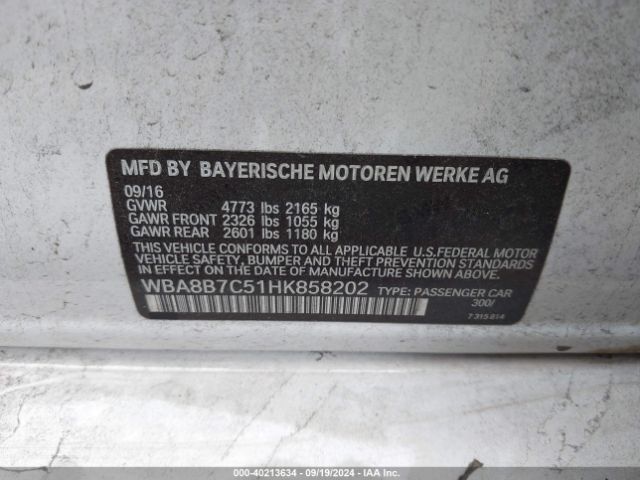 MFD BY BAYERISCHE MOTOREN WERKE AG
09/16
GVWR 4773 lbs 2165 kg
GAWR FRONT 2326 lbs 1055 kg
GAWR REAR 2601 lbs 1180 kg
THIS VEHICLE CONFORMS TO ALL APPLICABLE U.S.FEDERAL MOTOR
VEHICLE SAFETY, BUMPER, AND THEFT PREVENTION STANDARDS
IN EFFECT ON THE DATE OF MANUFACTURE SHOWN ABOVE.
WBA8B7C51HK858202 TYPE: PASSENGER CAR
300/
7 315 814
000-40213634 - 09/19/2024 - IAA Inc.